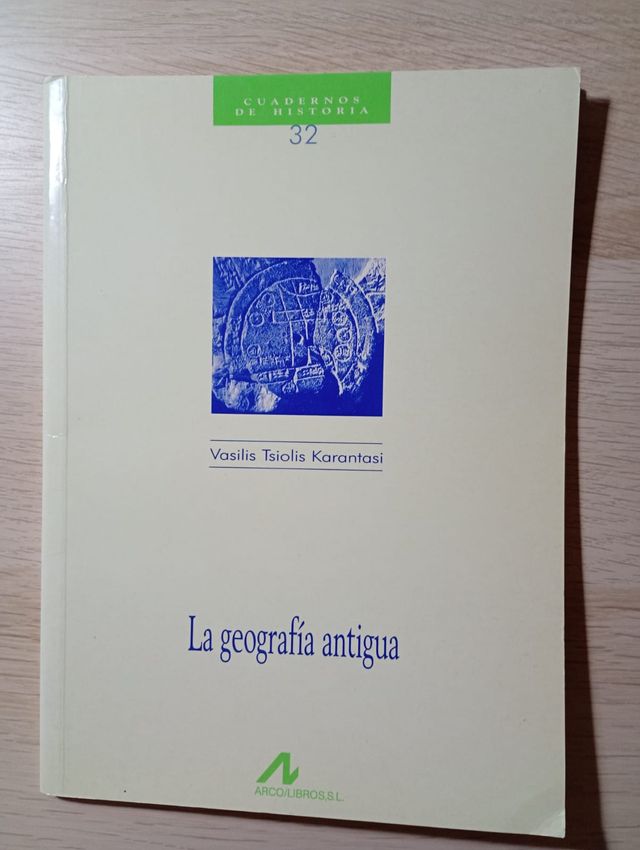 CUADERNOS
DE HISTORIA
32
Vasilis Tsiolis Karantasi
La geografía antigua
ARCO/LIBROS,S.L.